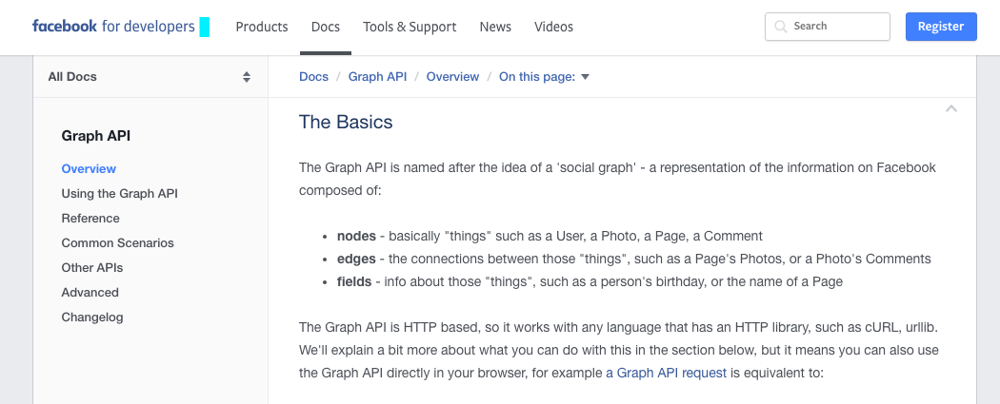 facebook for developers Products Docs Tools & Support News Videos Search Register
All Docs
Docs / Graph API / Overview / On this page:
Graph API
Overview
Using the Graph API
Reference
Common Scenarios
Other APIs
Advanced
Changelog
The Basics
The Graph API is named after the idea of a 'social graph' - a representation of the information on Facebook
composed of:
• nodes - basically "things" such as a User, a Photo, a Page, a Comment
• edges - the connections between those "things", such as a Page's Photos, or a Photo's Comments
• fields - info about those "things", such as a person's birthday, or the name of a Page
The Graph API is HTTP based, so it works with any language that has an HTTP library, such as cURL, urllib.
We'll explain a bit more about what you can do with this in the section below, but it means you can also use
the Graph API directly in your browser, for example a Graph API request is equivalent to: